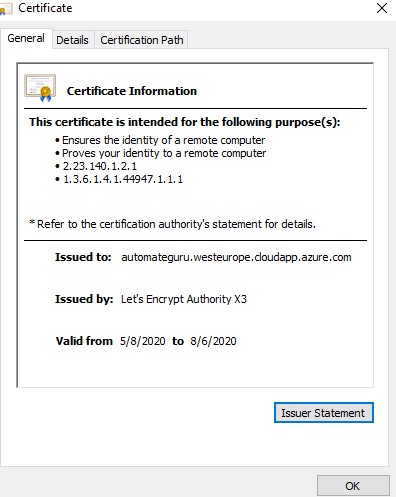 Certificate
General Details Certification Path
Certificate Information
This certificate is intended for the following purpose(s):
• Ensures the identity of a remote computer
• Proves your identity to a remote computer
• 2.23.140.1.2.1
• 1.3.6.1.4.1.44947.1.1.1
* Refer to the certification authority's statement for details.
Issued to: automateguru.westeurope.cloudapp.azure.com
Issued by: Let's Encrypt Authority X3
Valid from 5/8/2020 to 8/6/2020
Issuer Statement
OK